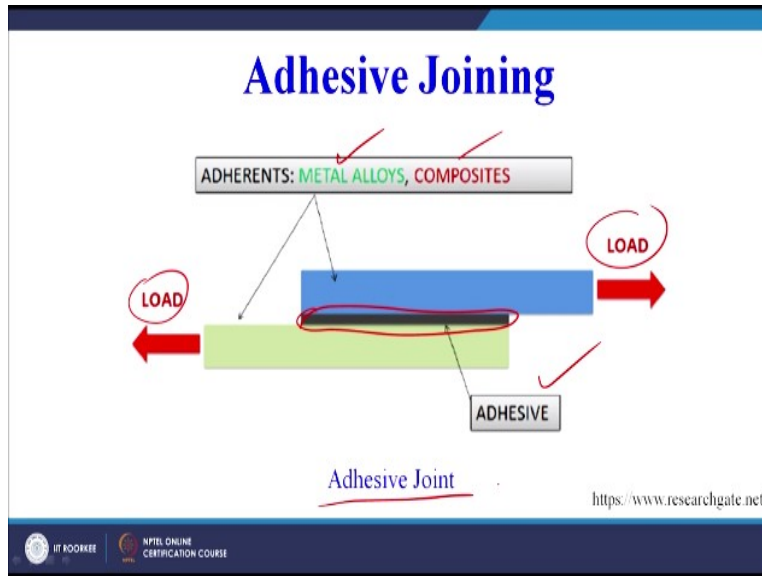 Adhesive Joining
ADHERENTS: METAL ALLOYS, COMPOSITES
LOAD
LOAD
ADHESIVE
Adhesive Joint
https://www.researchgate.net
IIT ROORKEE
NPTEL ONLINE
CERTIFICATION COURSE